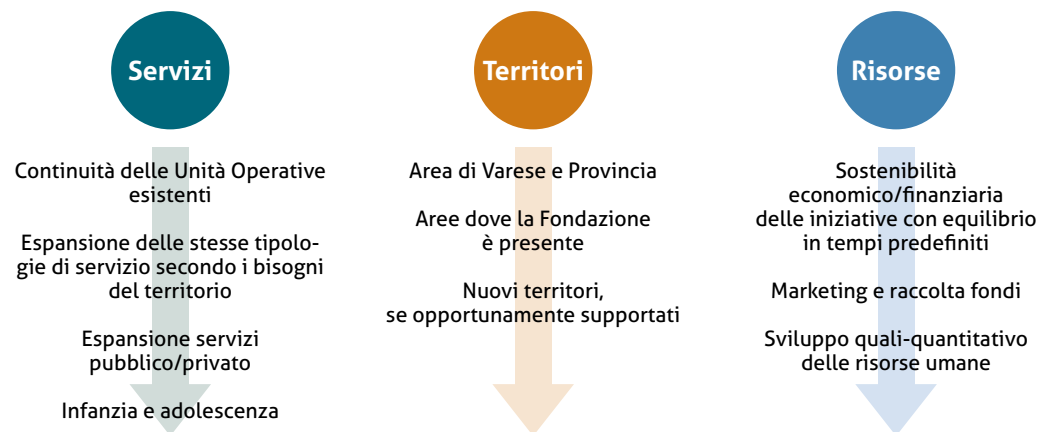 Servizi
Continuità delle Unità Operative
esistenti
Espansione delle stesse tipolo-
gie di servizio secondo i bisogni
del territorio
Espansione servizi
pubblico/privato
Infanzia e adolescenza
Territori
Area di Varese e Provincia
Aree dove la Fondazione
è presente
Nuovi territori,
se opportunamente supportati
Risorse
Sostenibilità
economico/finanziaria
delle iniziative con equilibrio
in tempi predefiniti
Marketing e raccolta fondi
Sviluppo quali-quantitativo
delle risorse umane